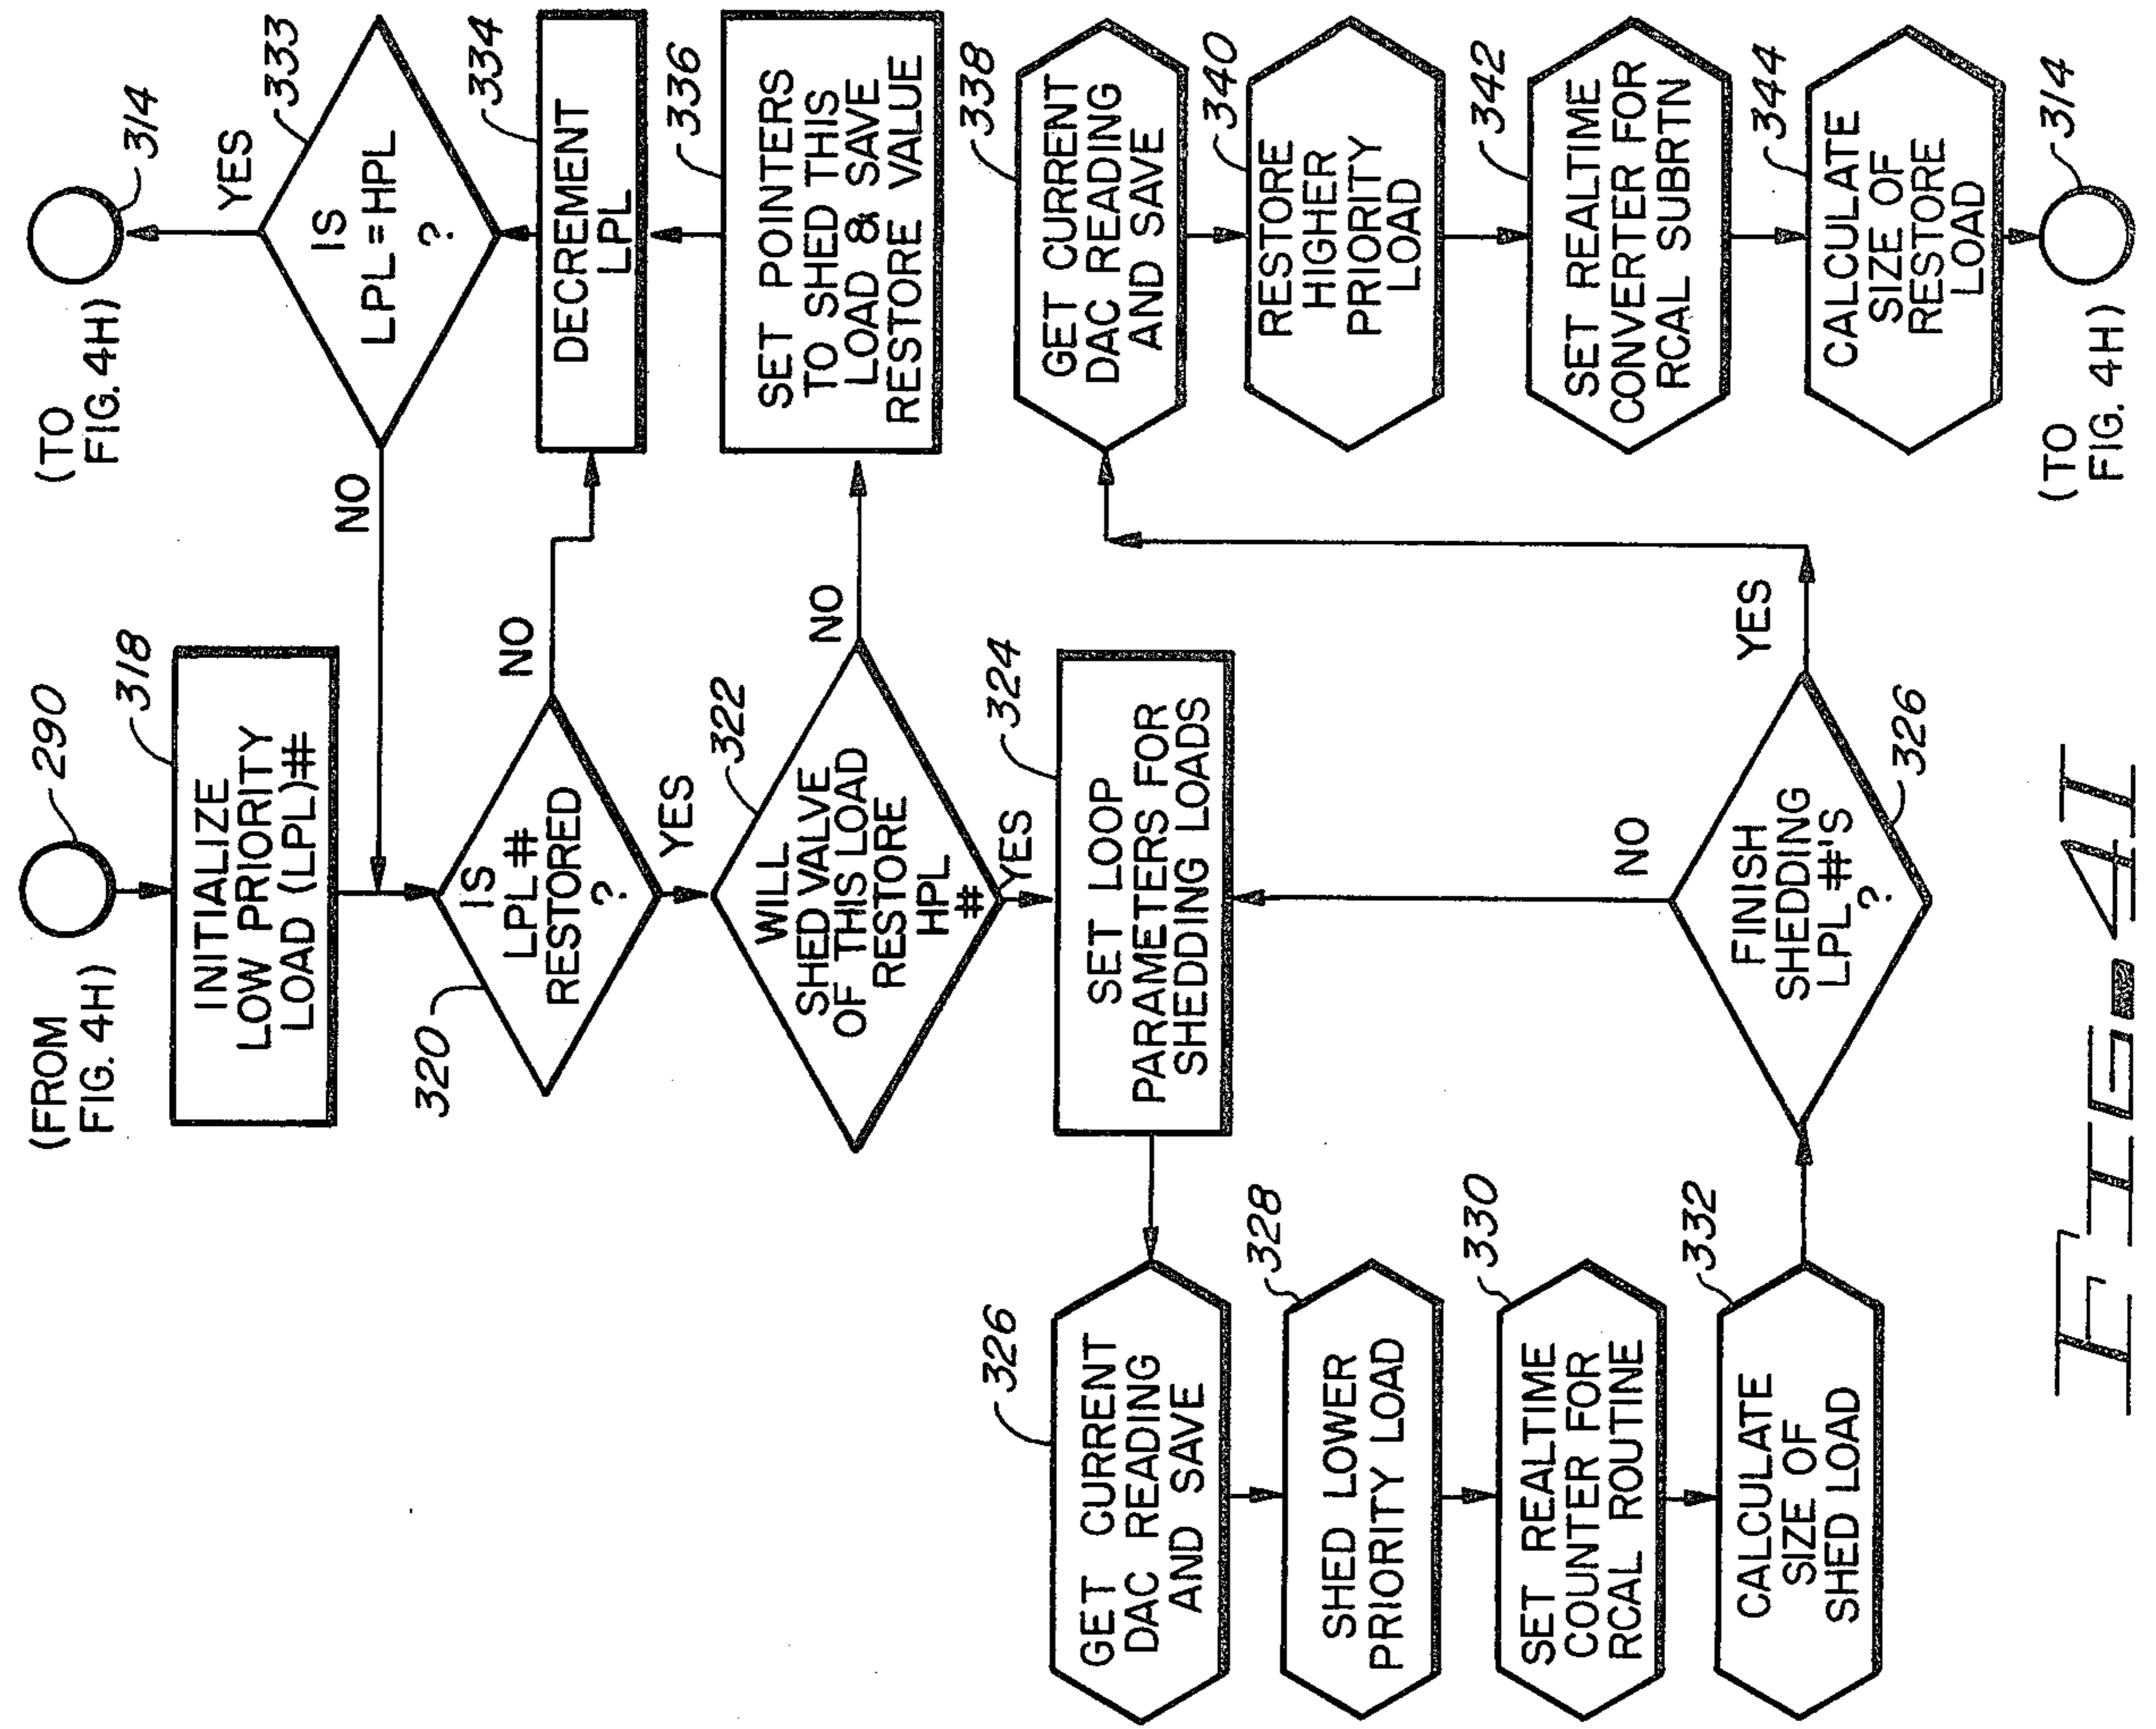 (FROM
FIG. 4H)
290
318
INITIALIZE
LOW PRIORITY
LOAD (LPL)#
320
IS
LPL #
RESTORED
?
NO
YES
322
WILL
SHED VALVE
OF THIS LOAD
RESTORE
HPL
#
NO
YES
324
SET LOOP
PARAMETERS FOR
SHEDDING LOADS
326
GET CURRENT
DAC READING
AND SAVE
328
SHED LOWER
PRIORITY LOAD
330
SET REALTIME
COUNTER FOR
RCAL ROUTINE
332
CALCULATE
SIZE OF
SHED LOAD
NO
FINISH
SHEDDING
LPL #'S
?
326
YES
(TO
FIG. 4H)
314
YES
333
IS
LPL = HPL
?
NO
334
DECREMENT
LPL
336
SET POINTERS
TO SHED THIS
LOAD & SAVE
RESTORE VALUE
338
GET CURRENT
DAC READING
AND SAVE
340
RESTORE
HIGHER
PRIORITY
LOAD
342
SET REALTIME
CONVERTER FOR
RCAL SUBRTN
344
CALCULATE
SIZE OF
RESTORE
LOAD
314
(TO
FIG. 4H)
FIG. 4I